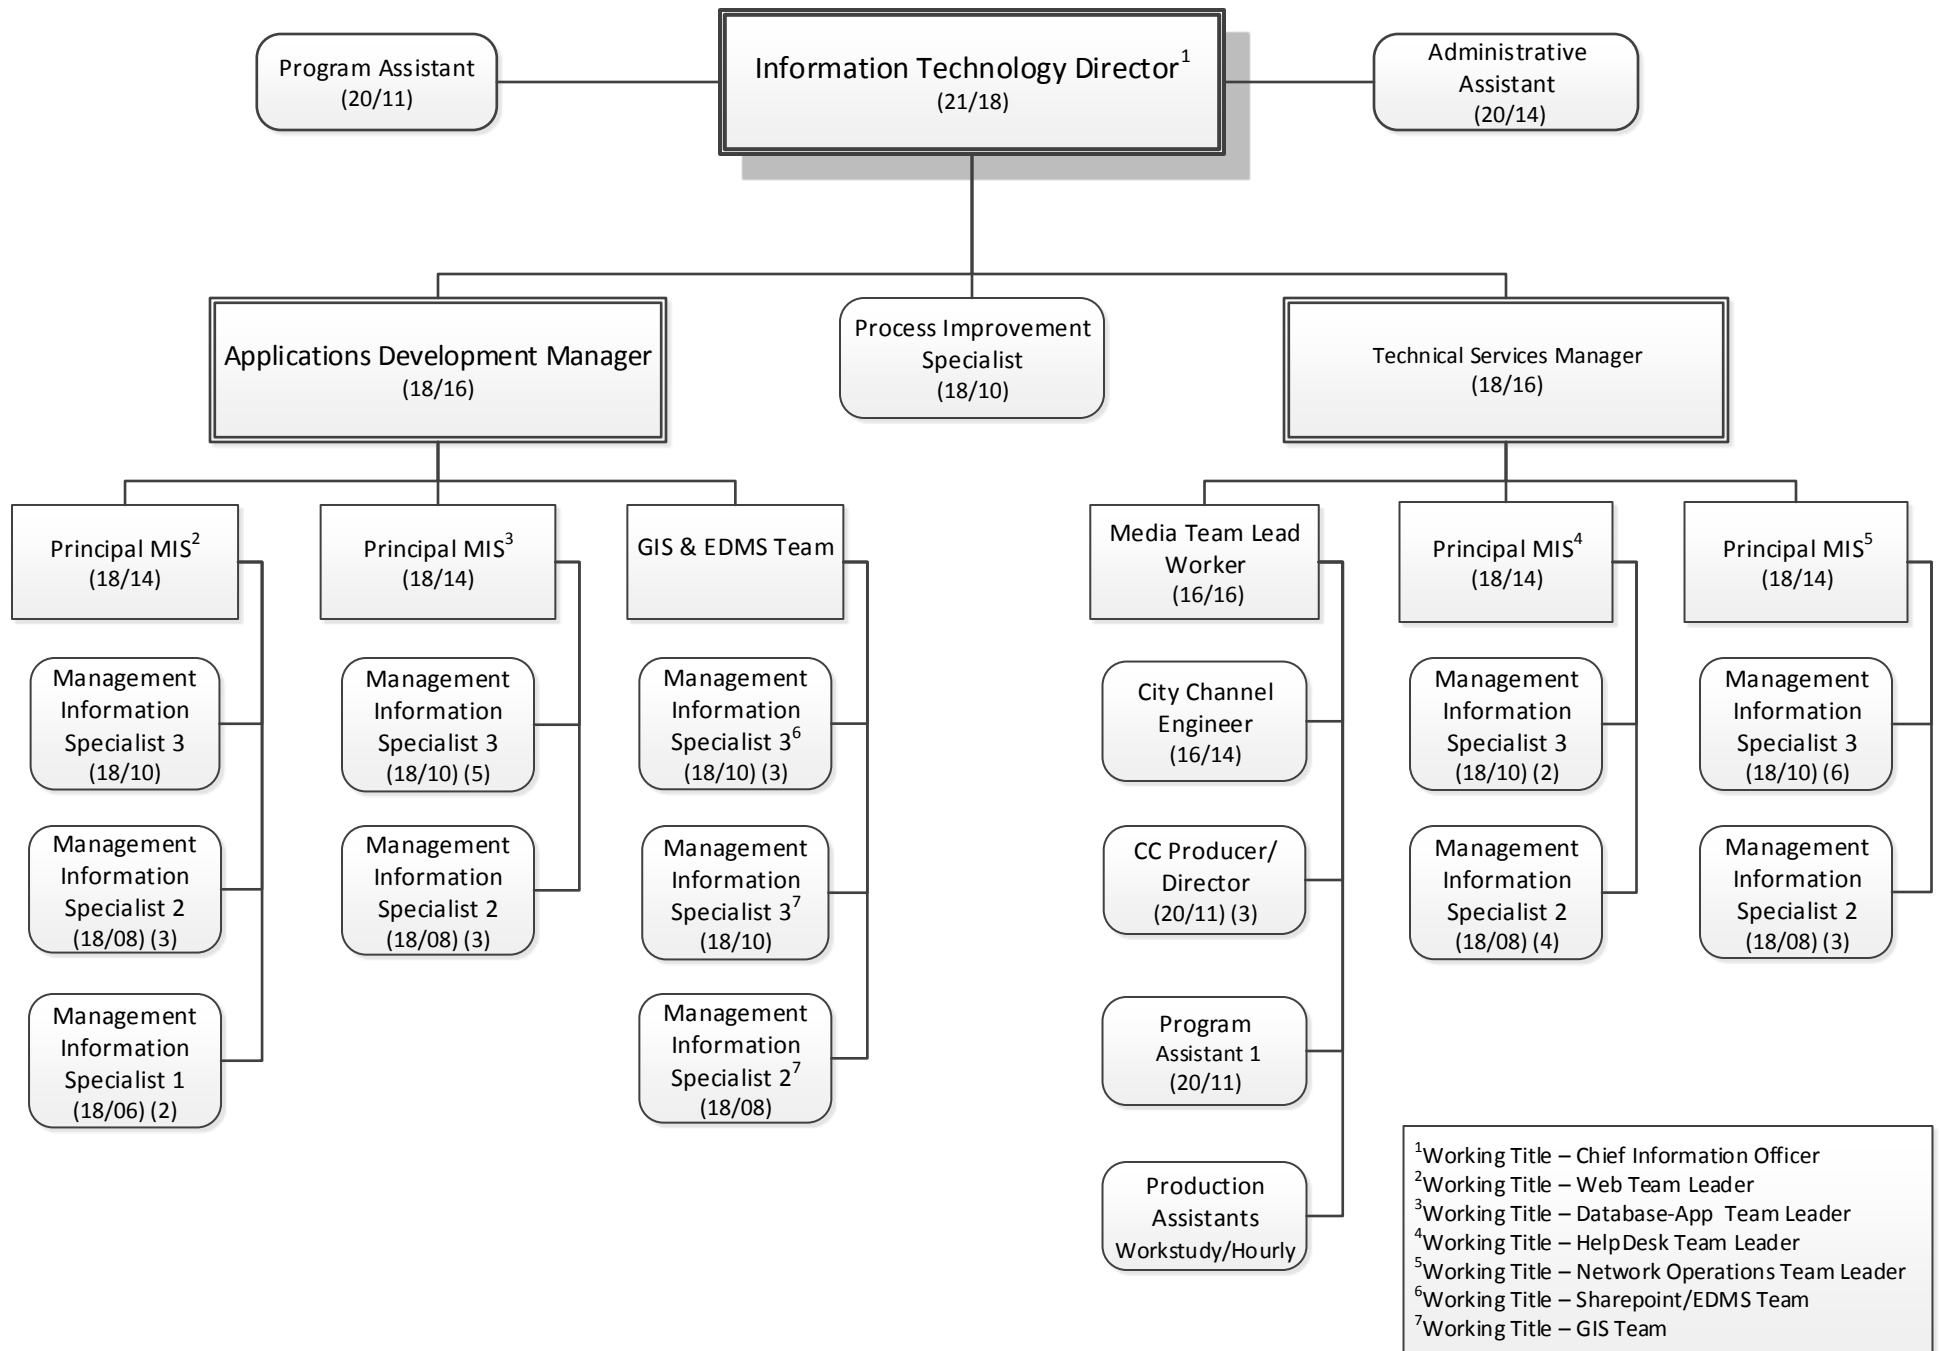 Program Assistant
(20/11)
Information Technology Director1
(21/18)
Administrative
Assistant
(20/14)
Applications Development Manager
(18/16)
Process Improvement
Specialist
(18/10)
Technical Services Manager
(18/16)
Principal MIS2
(18/14)
Management
Information
Specialist 3
(18/10)
Management
Information
Specialist 2
(18/08) (3)
Management
Information
Specialist 1
(18/06) (2)
Principal MIS3
(18/14)
Management
Information
Specialist 3
(18/10) (5)
Management
Information
Specialist 2
(18/08) (3)
GIS & EDMS Team
Management
Information
Specialist 36
(18/10) (3)
Management
Information
Specialist 37
(18/10)
Management
Information
Specialist 27
(18/08)
Media Team Lead
Worker
(16/16)
City Channel
Engineer
(16/14)
CC Producer/
Director
(20/11) (3)
Program
Assistant 1
(20/11)
Production
Assistants
Workstudy/Hourly
Principal MIS4
(18/14)
Management
Information
Specialist 3
(18/10) (2)
Management
Information
Specialist 2
(18/08) (4)
Principal MIS5
(18/14)
Management
Information
Specialist 3
(18/10) (6)
Management
Information
Specialist 2
(18/08) (3)
1Working Title – Chief Information Officer
2Working Title – Web Team Leader
3Working Title – Database-App  Team Leader
4Working Title – HelpDesk Team Leader
5Working Title – Network Operations Team Leader
6Working Title – Sharepoint/EDMS Team
7Working Title – GIS Team